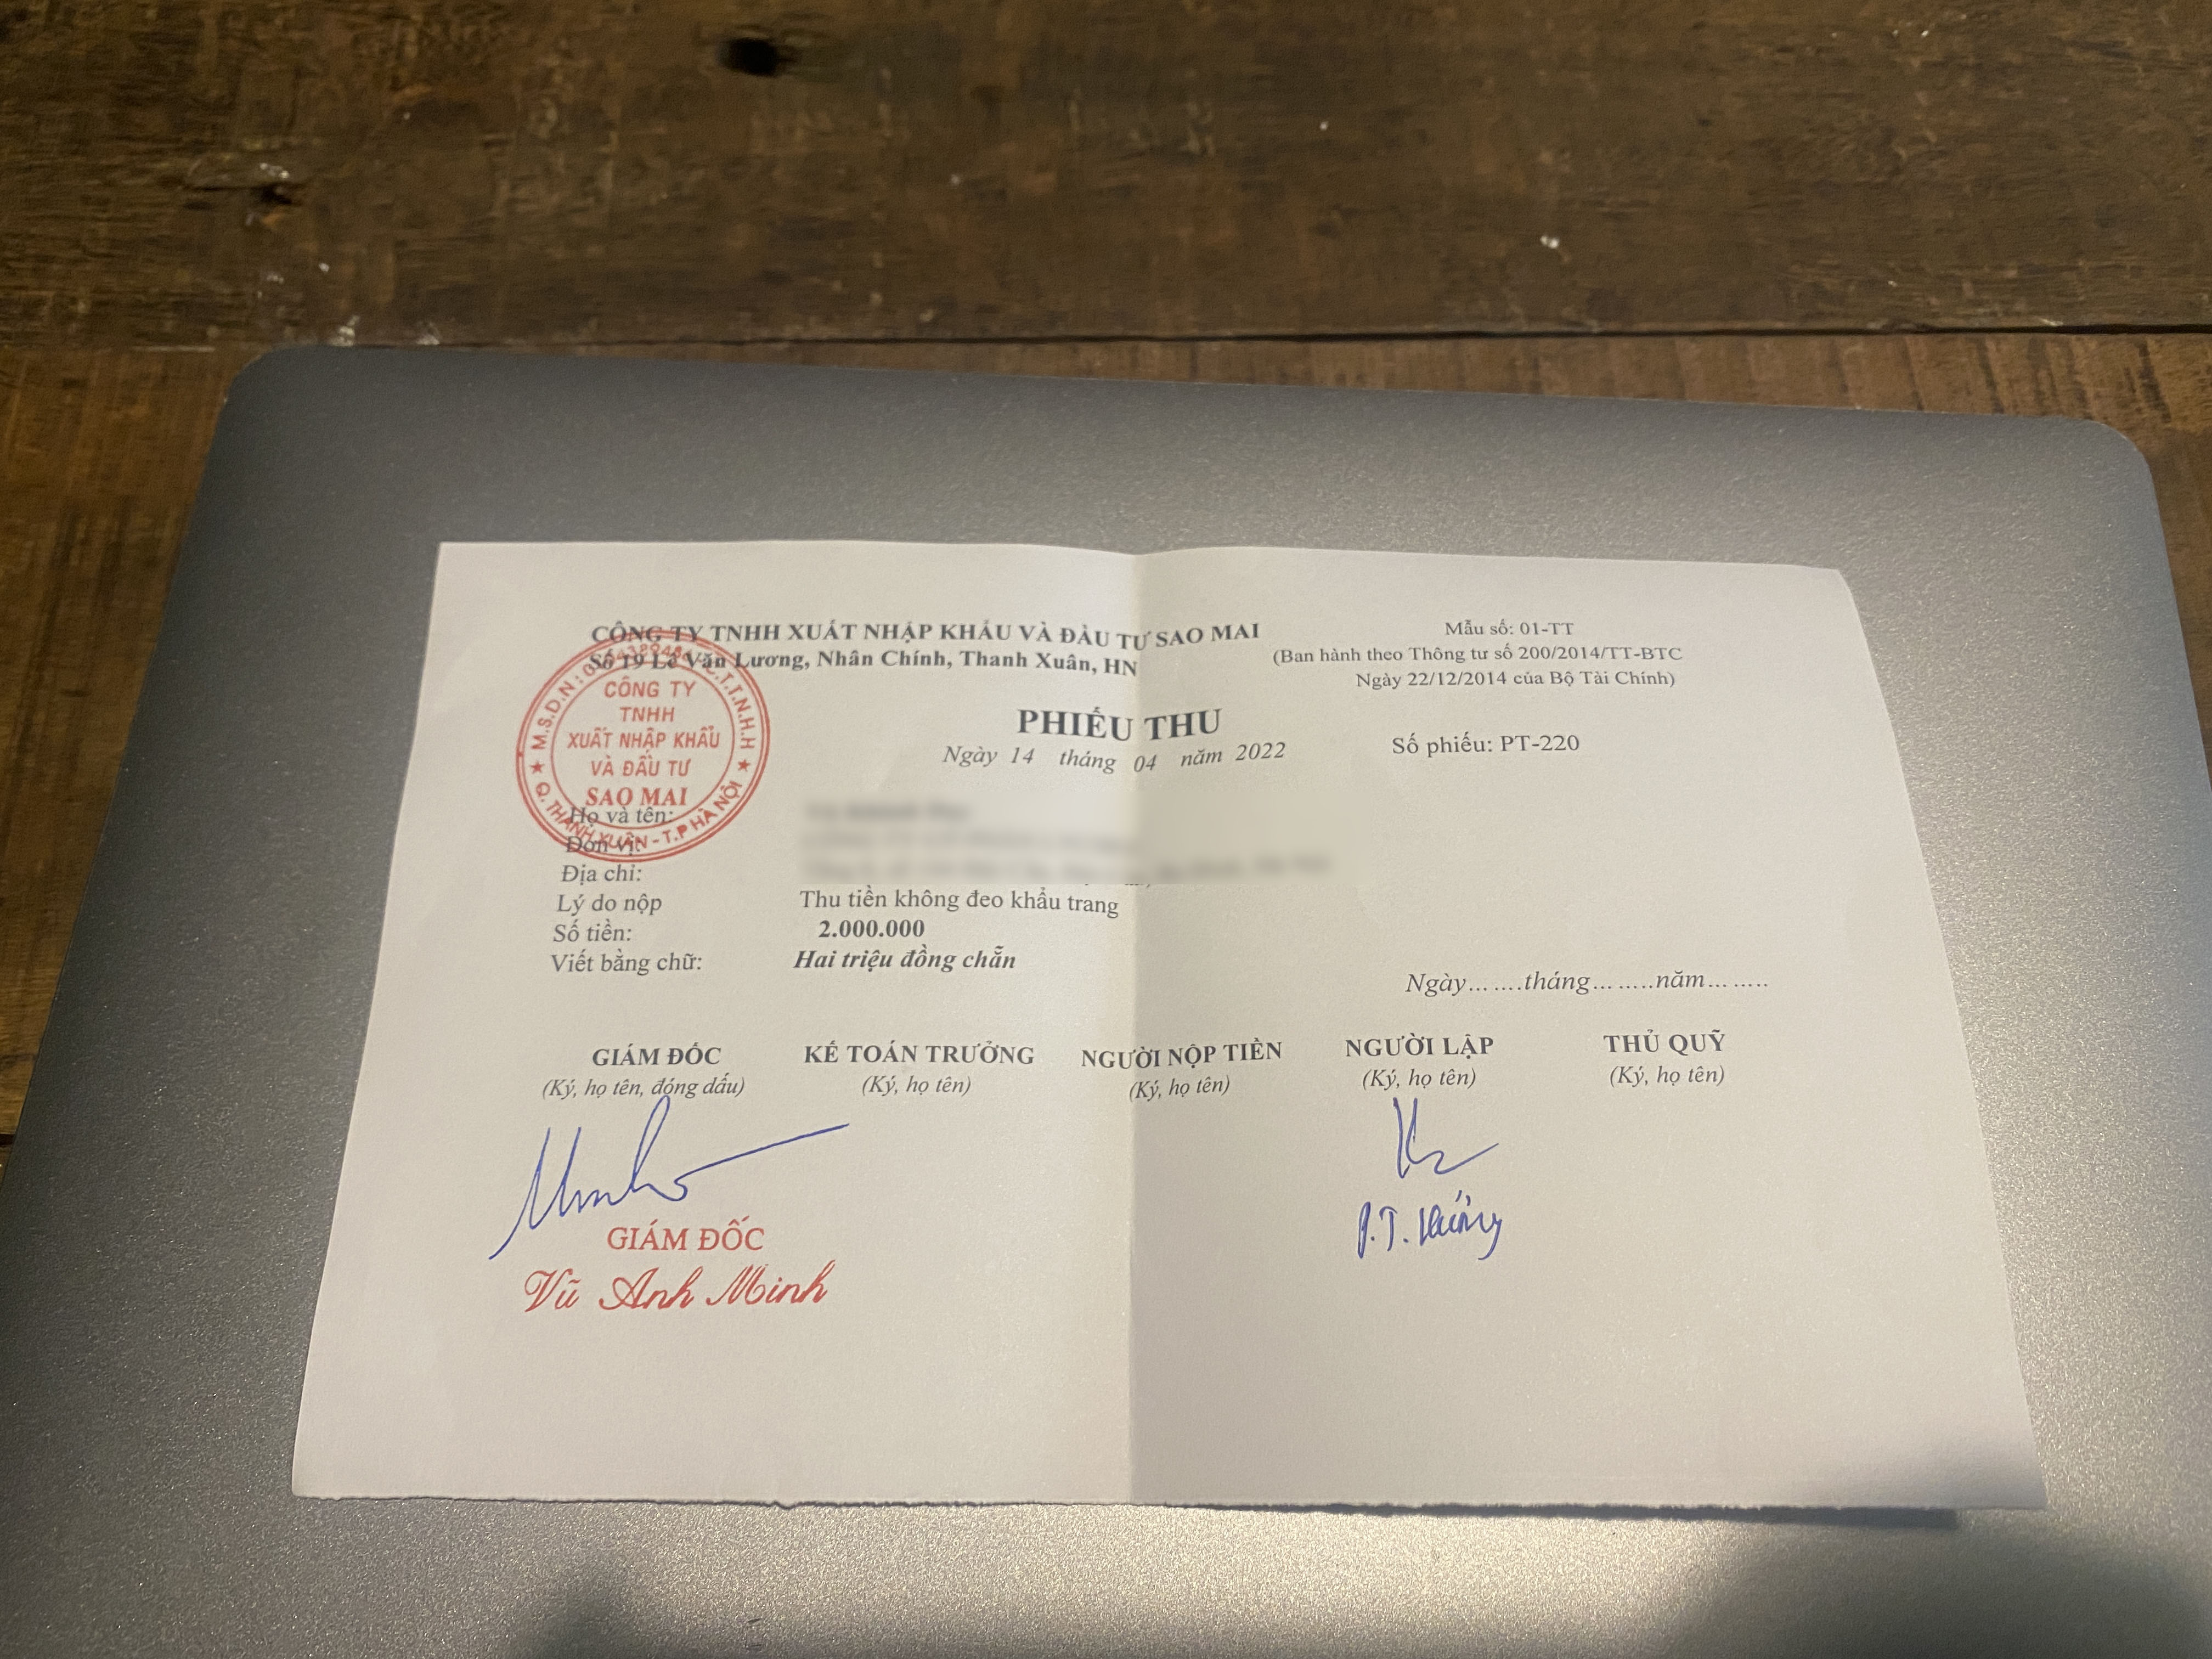 CÔNG TY TNHH XUẤT NHẬP KHẨU VÀ ĐẦU TƯ SAO MAI
Số 19 Lê Văn Lương, Nhân Chính, Thanh Xuân, HN
Mẫu số: 01-TT
(Ban hành theo Thông tư số 200/2014/TT-BTC
Ngày 22/12/2014 của Bộ Tài Chính)
M.S.D.N: C.T.T.N.H.H
CÔNG TY
TNHH
XUẤT NHẬP KHẨU
VÀ ĐẦU TƯ
SAO MAI
Q. THANH XUÂN - T.P HÀ NỘI
PHIẾU THU
Ngày 14 tháng 04 năm 2022
Số phiếu: PT-220
Họ và tên:
Đơn vị:
Địa chỉ:
Lý do nộp Thu tiền không đeo khẩu trang
Số tiền: 2.000.000
Viết bằng chữ: Hai triệu đồng chẵn
Ngày.......tháng........năm........
GIÁM ĐỐC KẾ TOÁN TRƯỞNG NGƯỜI NỘP TIỀN NGƯỜI LẬP THỦ QUỸ
(Ký, họ tên, đóng dấu) (Ký, họ tên) (Ký, họ tên) (Ký, họ tên) (Ký, họ tên)
P.T.
GIÁM ĐỐC
Vũ Anh Minh